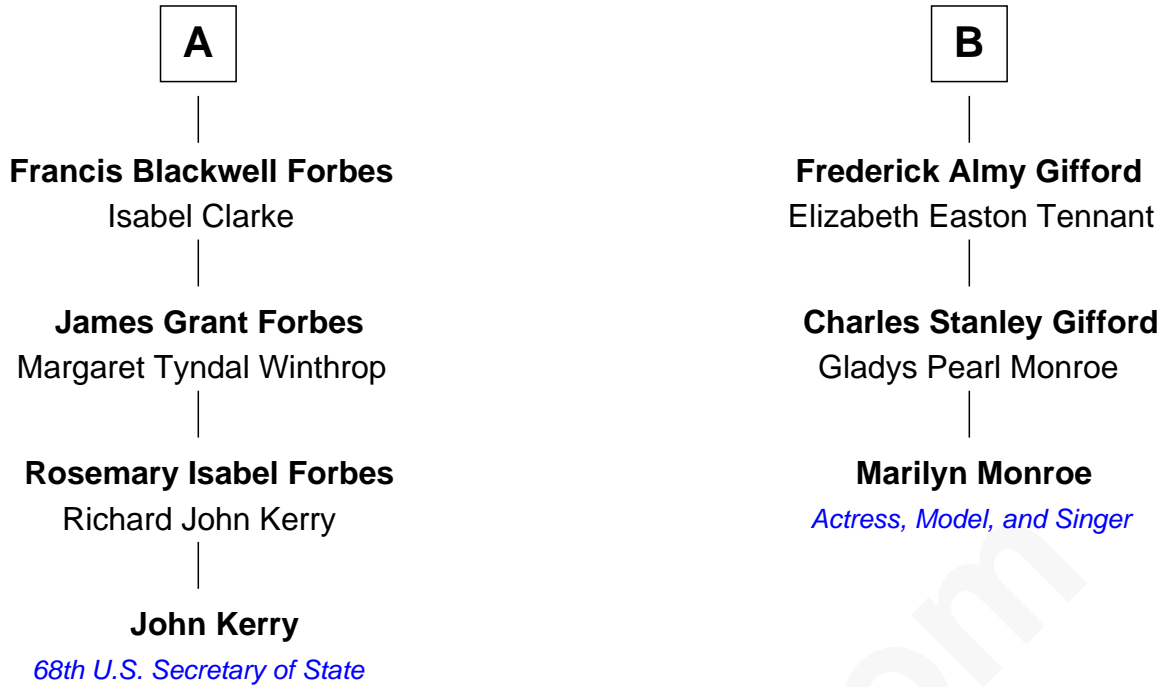 A
Francis Blackwell Forbes
Isabel Clarke
James Grant Forbes
Margaret Tyndal Winthrop
Rosemary Isabel Forbes
Richard John Kerry
John Kerry
68th U.S. Secretary of State
B
Frederick Almy Gifford
Elizabeth Easton Tennant
Charles Stanley Gifford
Gladys Pearl Monroe
Marilyn Monroe
Actress, Model, and Singer
om